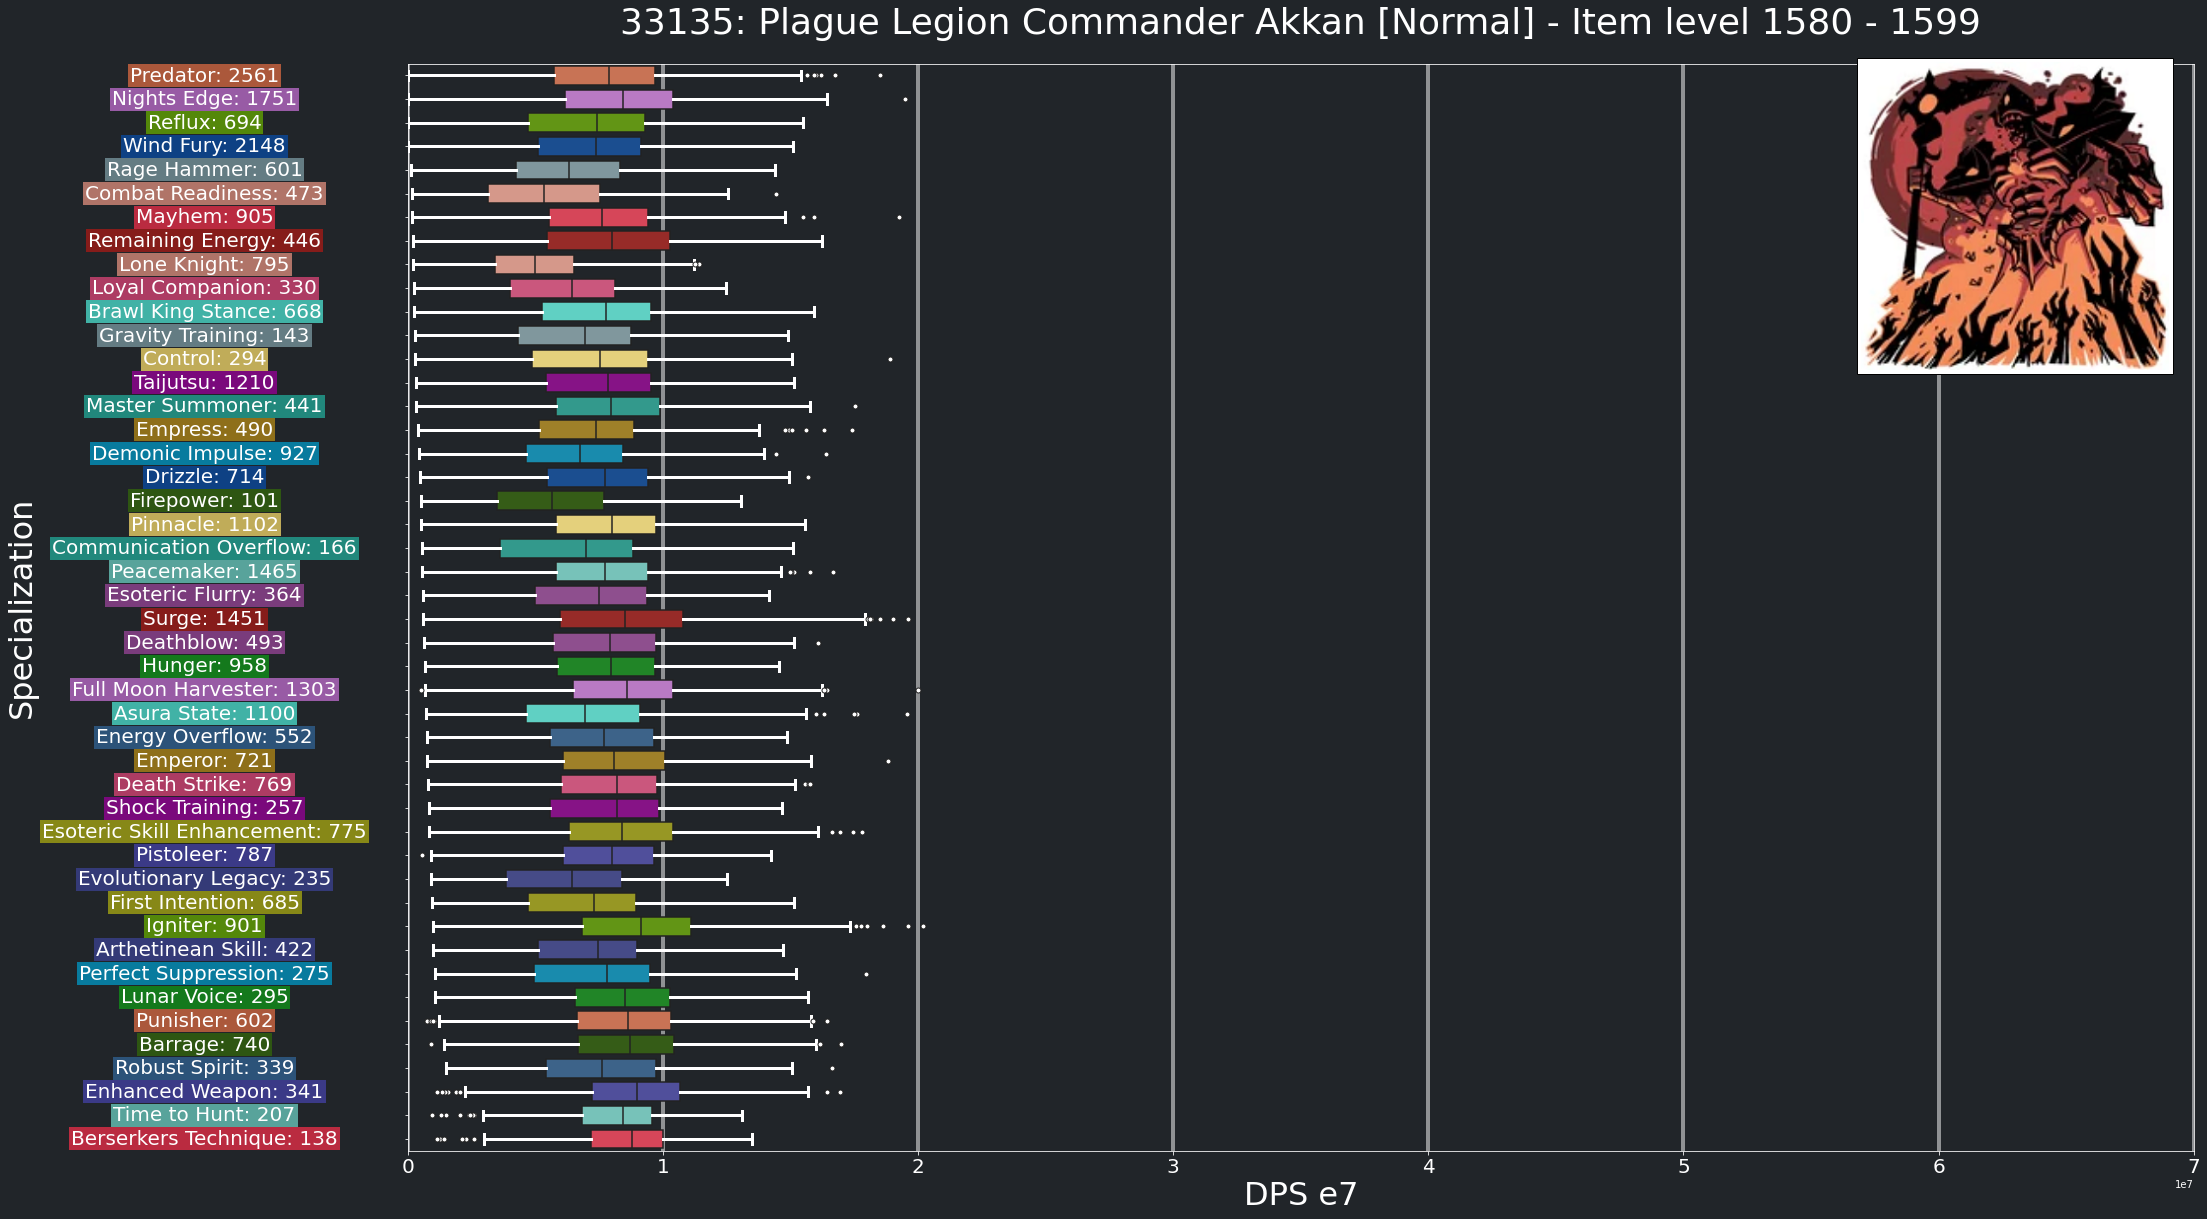 33135: Plague Legion Commander Akkan [Normal] - Item level 1580 - 1599
Specialization
Predator: 2561
Nights Edge: 1751
Reflux: 694
Wind Fury: 2148
Rage Hammer: 601
Combat Readiness: 473
Mayhem: 905
Remaining Energy: 446
Lone Knight: 795
Loyal Companion: 330
Brawl King Stance: 668
Gravity Training: 143
Control: 294
Taijutsu: 1210
Master Summoner: 441
Empress: 490
Demonic Impulse: 927
Drizzle: 714
Firepower: 101
Pinnacle: 1102
Communication Overflow: 166
Peacemaker: 1465
Esoteric Flurry: 364
Surge: 1451
Deathblow: 493
Hunger: 958
Full Moon Harvester: 1303
Asura State: 1100
Energy Overflow: 552
Emperor: 721
Death Strike: 769
Shock Training: 257
Esoteric Skill Enhancement: 775
Pistoleer: 787
Evolutionary Legacy: 235
First Intention: 685
Igniter: 901
Arthetinean Skill: 422
Perfect Suppression: 275
Lunar Voice: 295
Punisher: 602
Barrage: 740
Robust Spirit: 339
Enhanced Weapon: 341
Time to Hunt: 207
Berserkers Technique: 138
0 1 2 3 4 5 6 7
1e7
DPS e7